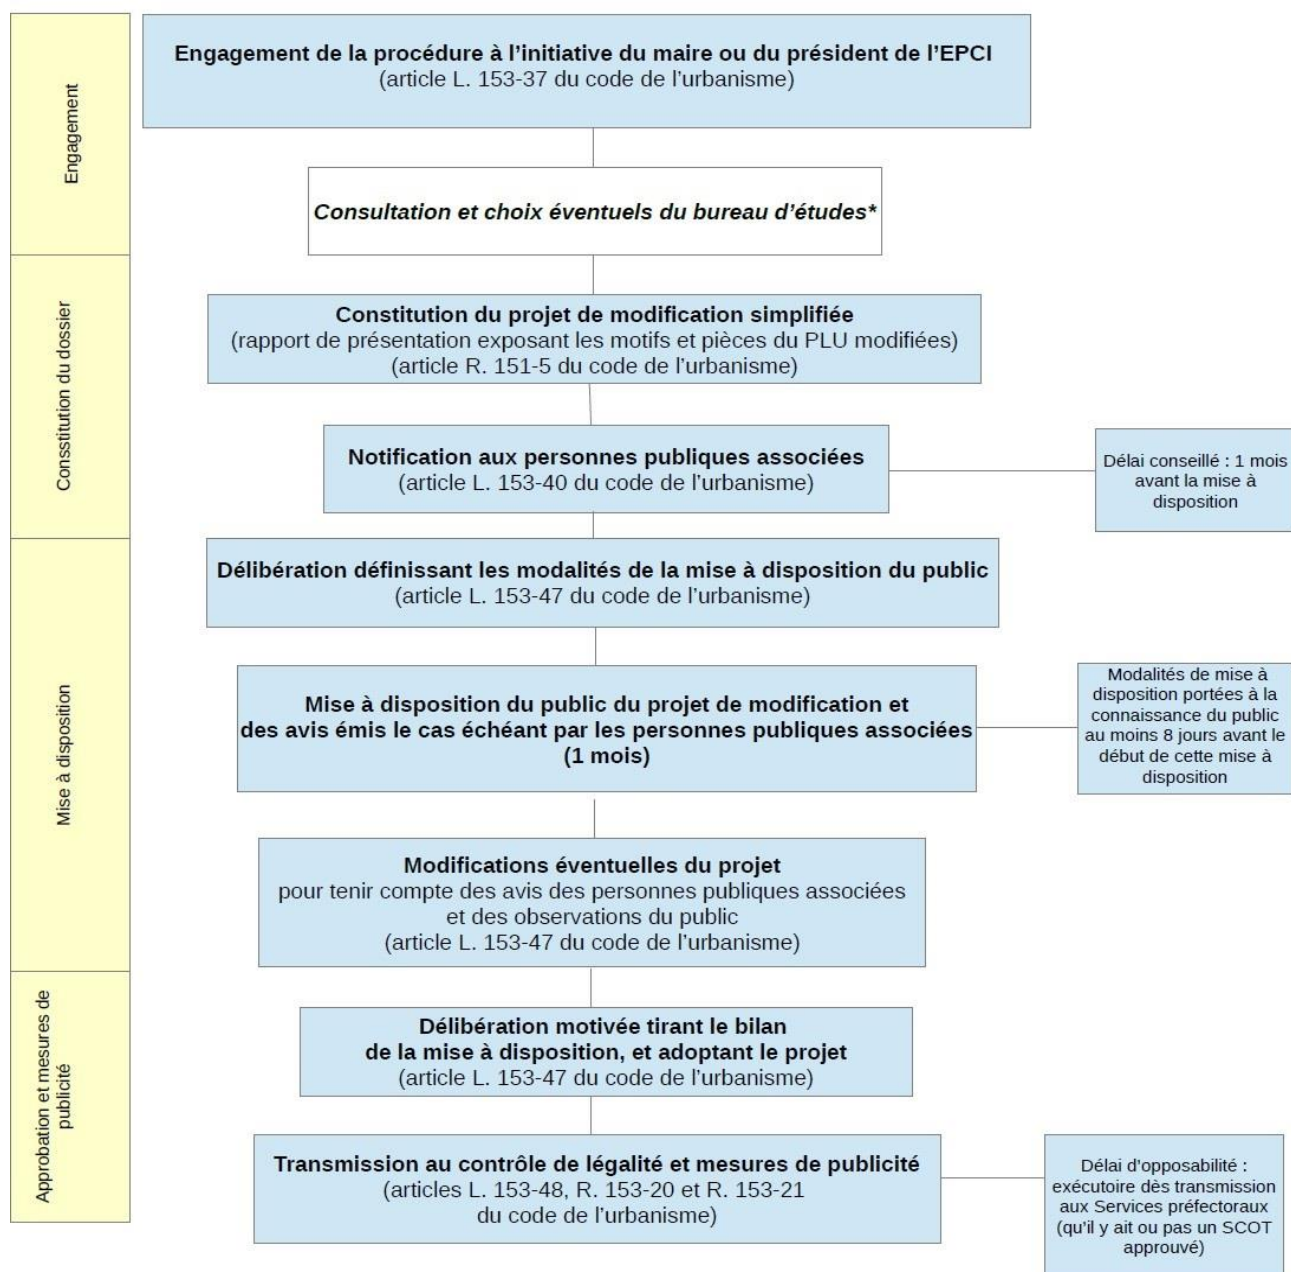 Engagement
Engagement de la procédure à l’initiative du maire ou du président de l’EPCI
(article L. 153-37 du code de l’urbanisme)
Consultation et choix éventuels du bureau d’études*
Consstitution du dossier
Constitution du projet de modification simplifiée
(rapport de présentation exposant les motifs et pièces du PLU modifiées)
(article R. 151-5 du code de l’urbanisme)
Notification aux personnes publiques associées
(article L. 153-40 du code de l’urbanisme)
Délai conseillé : 1 mois
avant la mise à
disposition
Mise à disposition
Délibération définissant les modalités de la mise à disposition du public
(article L. 153-47 du code de l’urbanisme)
Mise à disposition du public du projet de modification et
des avis émis le cas échéant par les personnes publiques associées
(1 mois)
Modalités de mise à
disposition portées à la
connaissance du public
au moins 8 jours avant le
début de cette mise à
disposition
Modifications éventuelles du projet
pour tenir compte des avis des personnes publiques associées
et des observations du public
(article L. 153-47 du code de l’urbanisme)
Approbation et mesures de
publicité
Délibération motivée tirant le bilan
de la mise à disposition, et adoptant le projet
(article L. 153-47 du code de l’urbanisme)
Transmission au contrôle de légalité et mesures de publicité
(articles L. 153-48, R. 153-20 et R. 153-21
du code de l’urbanisme)
Délai d’opposabilité :
exécutoire dès transmission
aux Services préfectoraux
(qu’il y ait ou pas un SCOT
approuvé)